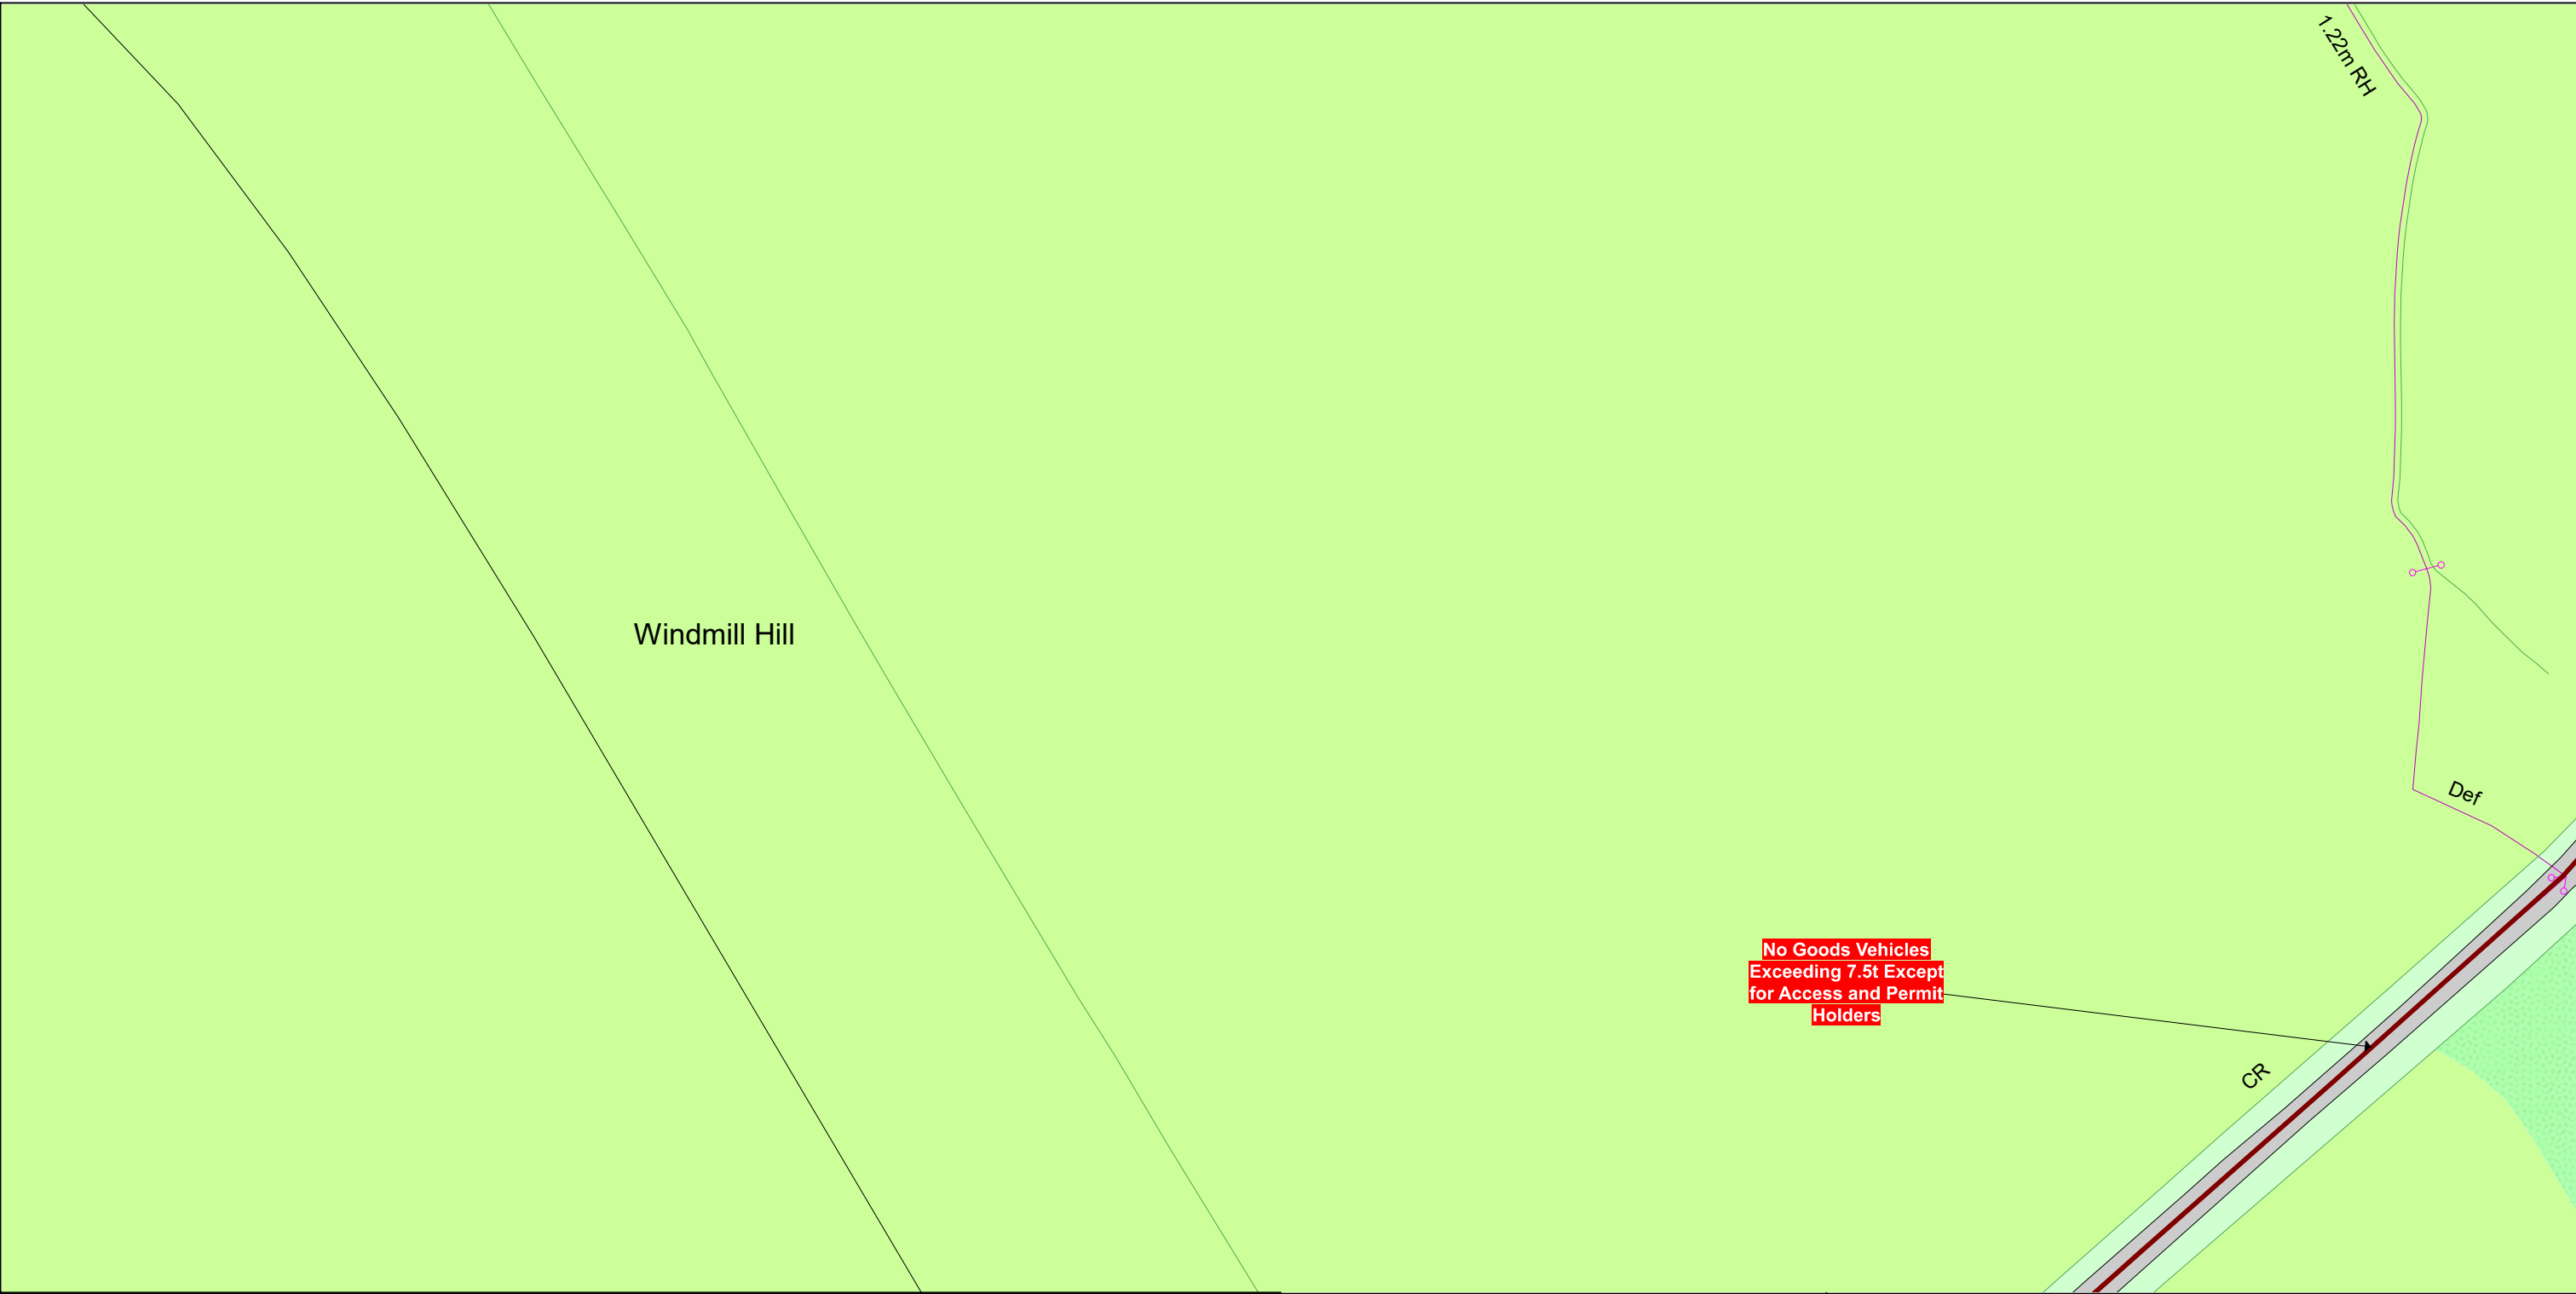 1.22m RH
Windmill Hill
Def
No Goods Vehicles
Exceeding 7.5t Except
for Access and Permit
Holders
CR